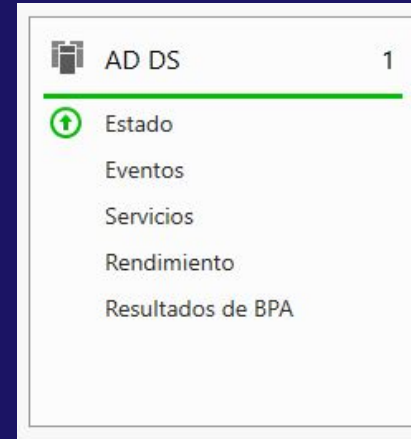 AD DS 1
Estado
Eventos
Servicios
Rendimiento
Resultados de BPA